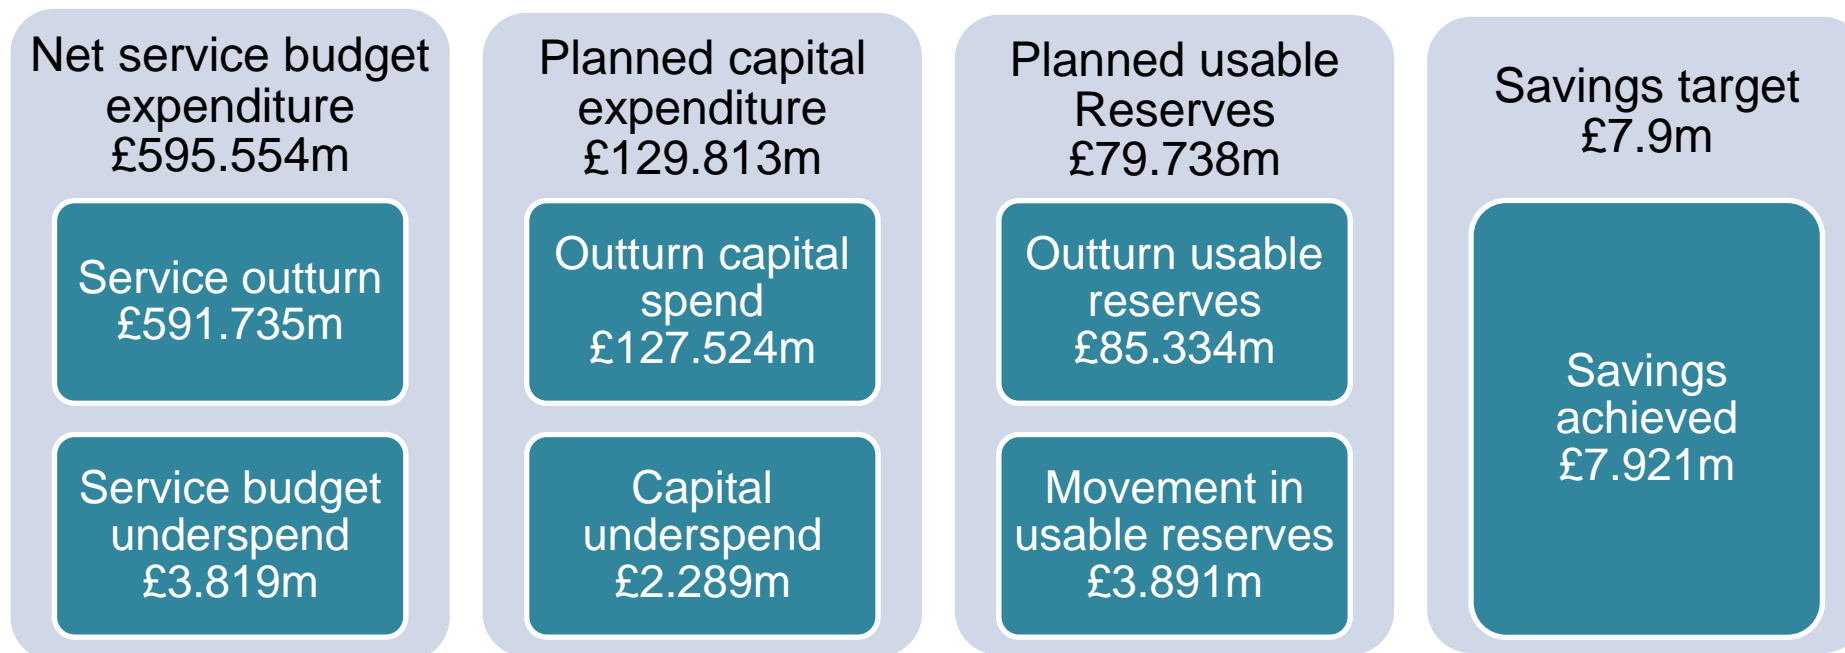 Net service budget
expenditure
£595.554m
Service outturn
£591.735m
Service budget
underspend
£3.819m
Planned capital
expenditure
£129.813m
Outturn capital
spend
£127.524m
Capital
underspend
£2.289m
Planned usable
Reserves
£79.738m
Outturn usable
reserves
£85.334m
Movement in
usable reserves
£3.891m
Savings target
£7.9m
Savings
achieved
£7.921m